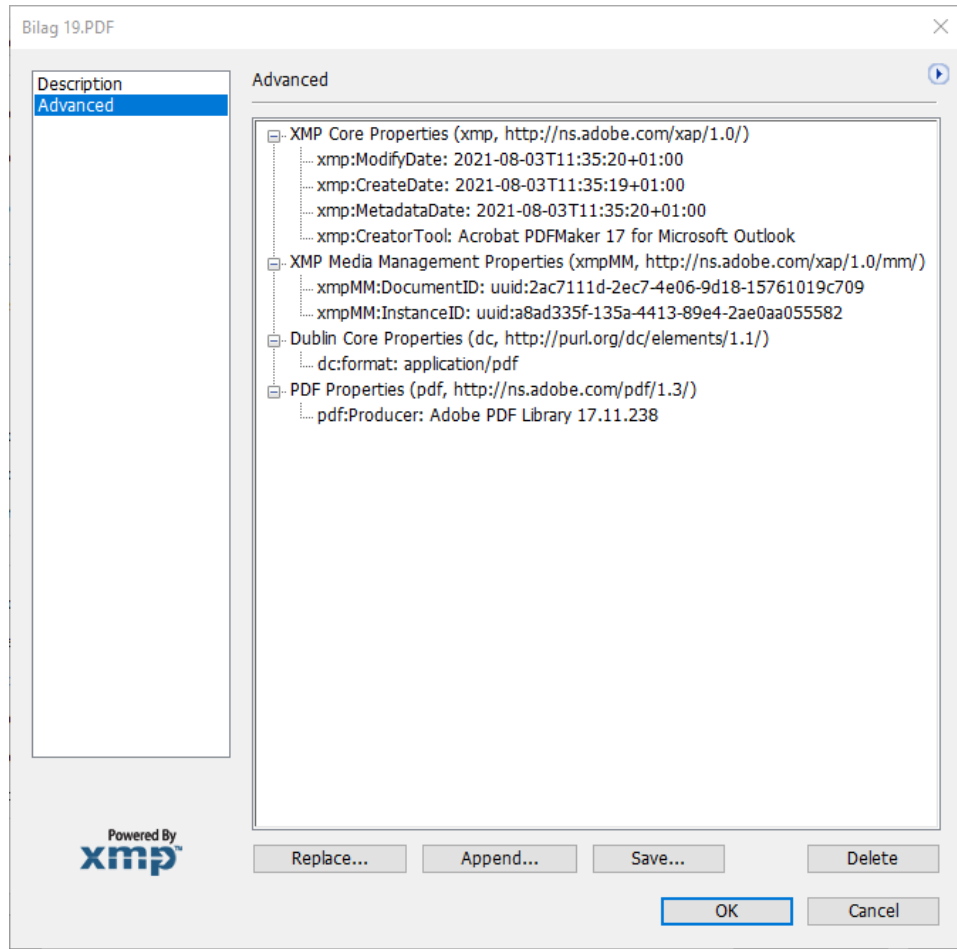 Bilag 19.PDF
Description
Advanced
Advanced
XMP Core Properties (xmp, http://ns.adobe.com/xap/1.0/)
xmp:ModifyDate: 2021-08-03T11:35:20+01:00
xmp:CreateDate: 2021-08-03T11:35:19+01:00
xmp:MetadataDate: 2021-08-03T11:35:20+01:00
xmp:CreatorTool: Acrobat PDFMaker 17 for Microsoft Outlook
XMP Media Management Properties (xmpMM, http://ns.adobe.com/xap/1.0/mm/)
xmpMM:DocumentID: uuid:2ac7111d-2ec7-4e06-9d18-15761019c709
xmpMM:InstanceID: uuid:a8ad335f-135a-4413-89e4-2ae0aa055582
Dublin Core Properties (dc, http://purl.org/dc/elements/1.1/)
dc:format: application/pdf
PDF Properties (pdf, http://ns.adobe.com/pdf/1.3/)
pdf:Producer: Adobe PDF Library 17.11.238
Powered By
xmp™
Replace...
Append...
Save...
Delete
OK
Cancel